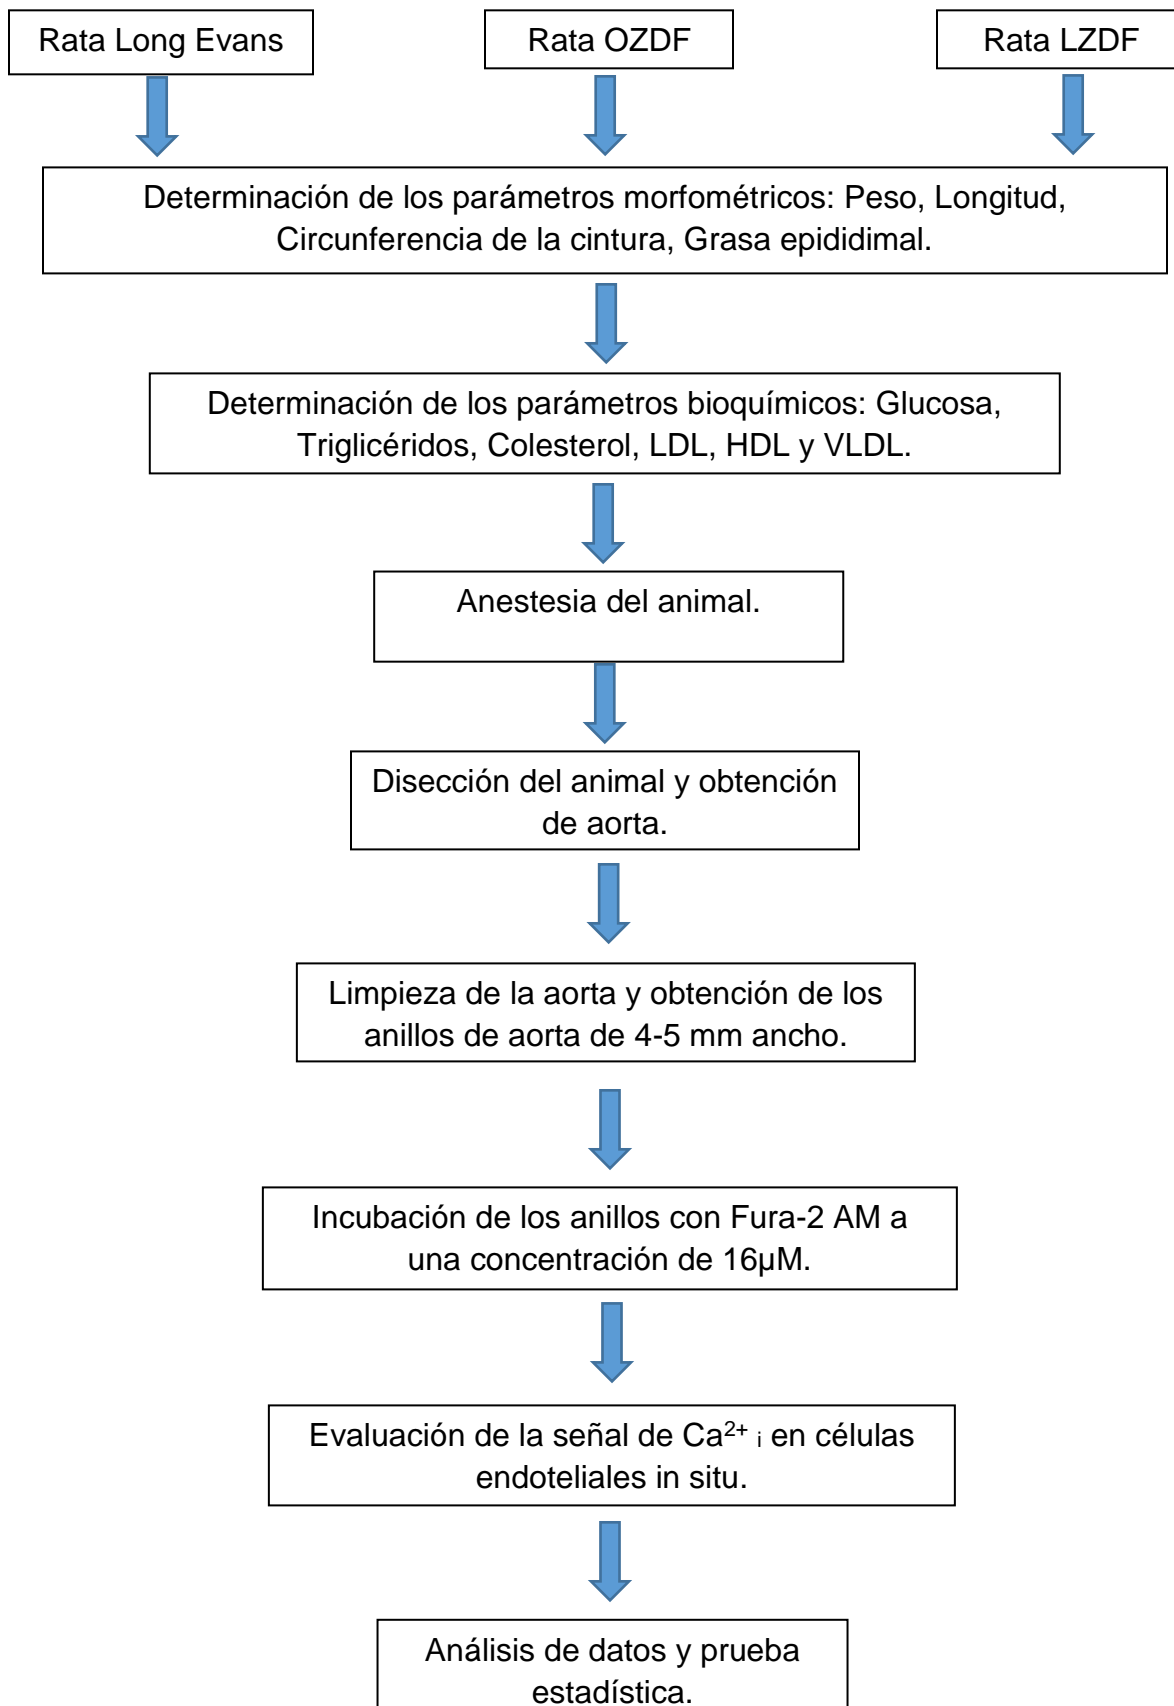 Rata Long Evans
Rata OZDF
Rata LZDF
Determinación de los parámetros morfométricos: Peso, Longitud,
Circunferencia de la cintura, Grasa epididimal.
Determinación de los parámetros bioquímicos: Glucosa,
Triglicéridos, Colesterol, LDL, HDL y VLDL.
Anestesia del animal.
Disección del animal y obtención
de aorta.
Limpieza de la aorta y obtención de los
anillos de aorta de 4-5 mm ancho.
Incubación de los anillos con Fura-2 AM a
una concentración de 16µM.
Evaluación de la señal de Ca²⁺ ᵢ en células
endoteliales in situ.
Análisis de datos y prueba
estadística.